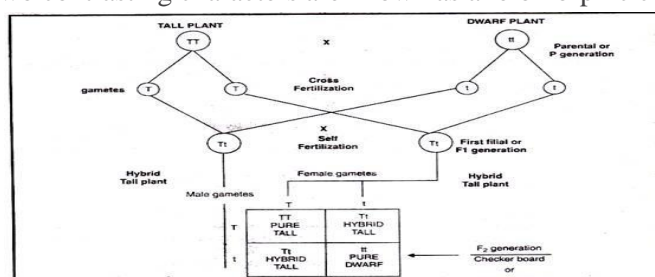 TALL PLANT
DWARF PLANT
TT
x
tt
Parental or
P generation
gametes
T
T
Cross
Fertilization
t
t
Tt
X
Self
Fertilization
Tt
First filial or
F1 generation
Hybrid
Tall plant
Female gametes
Hybrid
Tall plant
Male gametes
T
t
T
TT
PURE
TALL
Tt
HYBRID
TALL
t
Tt
HYBRID
TALL
tt
PURE
DWARF
F2 generation
Checker board
or